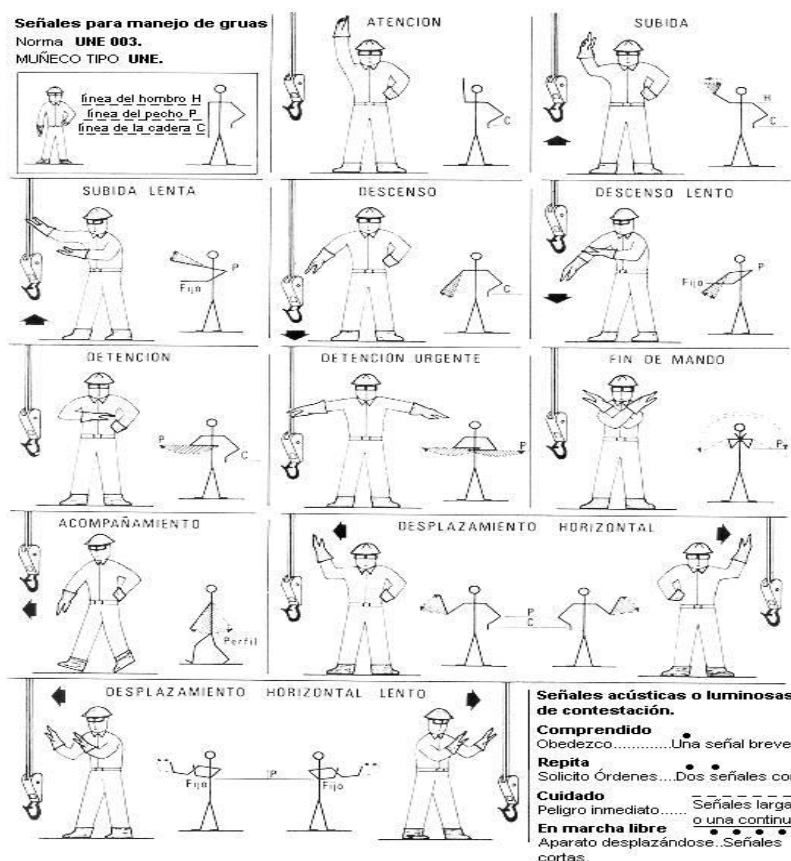 Señales para manejo de gruas
Norma UNE 003.
MUÑECO TIPO UNE.
línea del hombro H
línea del pecho P
línea de la cadera C
ATENCION
C
SUBIDA
H
C
SUBIDA LENTA
P
Fijo
DESCENSO
C
DESCENSO LENTO
Fijo
P
DETENCION
P
C
DETENCION URGENTE
P
FIN DE MANDO
P
ACOMPAÑAMIENTO
Perfil
DESPLAZAMIENTO HORIZONTAL
P
C
DESPLAZAMIENTO HORIZONTAL LENTO
Fijo
P
Fijo
Señales acústicas o luminosas
de contestación.
Comprendido
Obedezco............Una señal breve
Repita
Solicito Órdenes...Dos señales co
Cuidado
Peligro inmediato...... Señales larga
o una continu
En marcha libre
Aparato desplazándose..Señales
cortas.